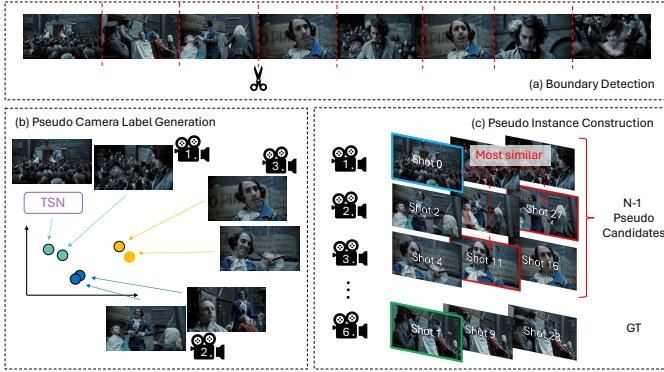 (a) Boundary Detection
(b) Pseudo Camera Label Generation
1.
3.
TSN
2.
(c) Pseudo Instance Construction
1.
Shot 0
Most similar
2.
Shot 2
Shot 27
N-1
Pseudo
Candidates
3.
Shot 4
Shot 11
Shot 16
6.
Shot 1
Shot 9
Shot 23
GT